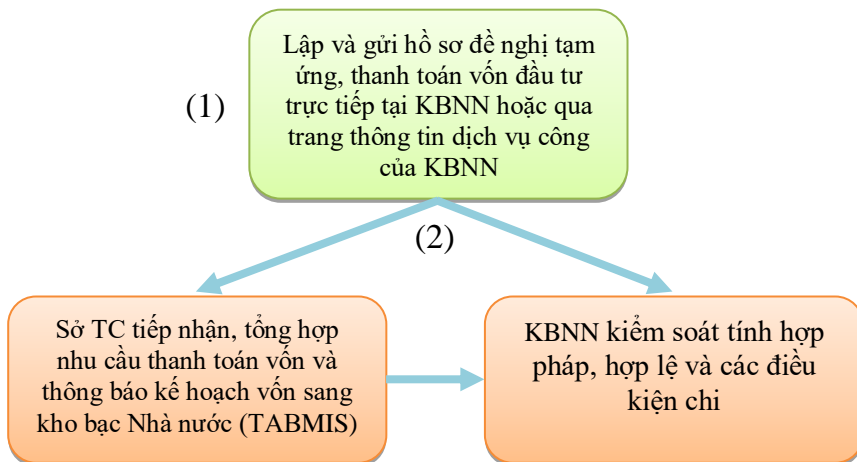 Lập và gửi hồ sơ đề nghị tạm
ứng, thanh toán vốn đầu tư
trực tiếp tại KBNN hoặc qua
trang thông tin dịch vụ công
của KBNN
(1)
(2)
Sở TC tiếp nhận, tổng hợp
nhu cầu thanh toán vốn và
thông báo kế hoạch vốn sang
kho bạc Nhà nước (TABMIS)
KBNN kiểm soát tính hợp
pháp, hợp lệ và các điều
kiện chi